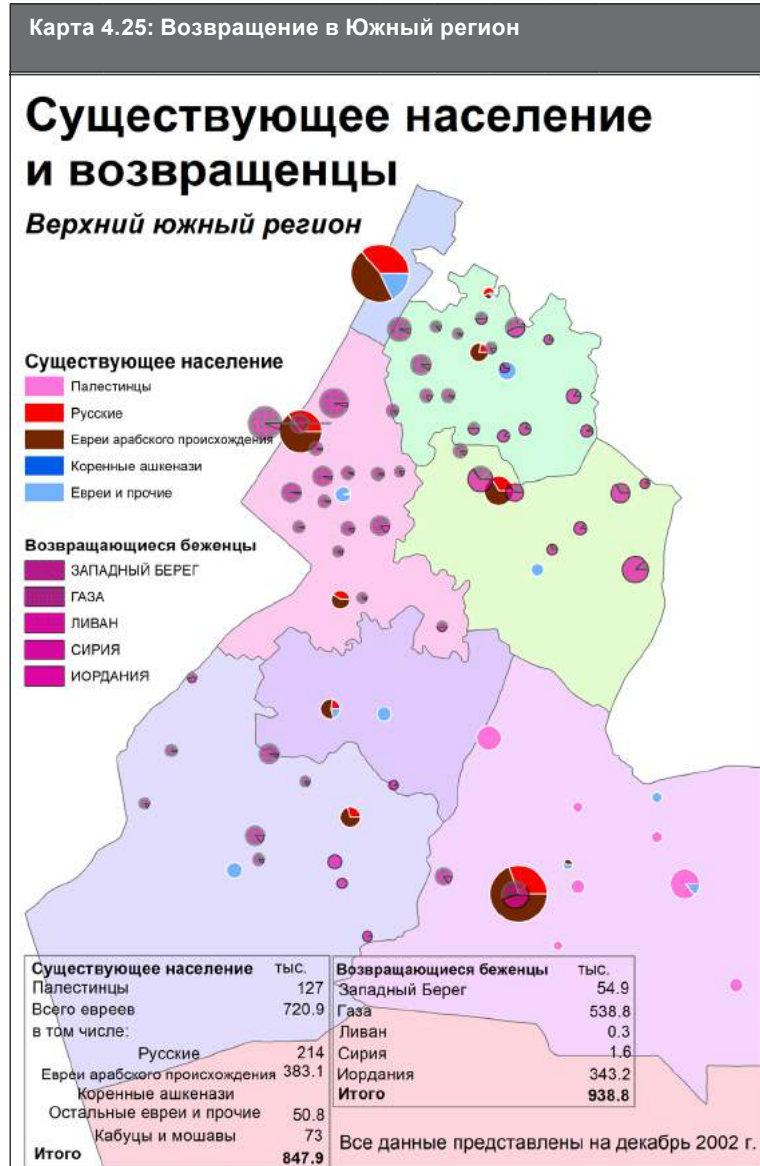 Карта 4.25: Возвращение в Южный регион
Существующее население
и возвращенцы
Верхний южный регион
Существующее население
Палестинцы
Русские
Евреи арабского происхождения
Коренные ашкенази
Евреи и прочие
Возвращающиеся беженцы
ЗАПАДНЫЙ БЕРЕГ
ГАЗА
ЛИВАН
СИРИЯ
ИОРДАНИЯ
Существующее население тыс.
Палестинцы 127
Всего евреев 720.9
в том числе:
Русские 214
Евреи арабского происхождения 383.1
Коренные ашкенази
Остальные евреи и прочие 50.8
Кабуцы и мошавы 73
Итого 847.9
Возвращающиеся беженцы тыс.
Западный Берег 54.9
Газа 538.8
Ливан 0.3
Сирия 1.6
Иордания 343.2
Итого 938.8
Все данные представлены на декабрь 2002 г.